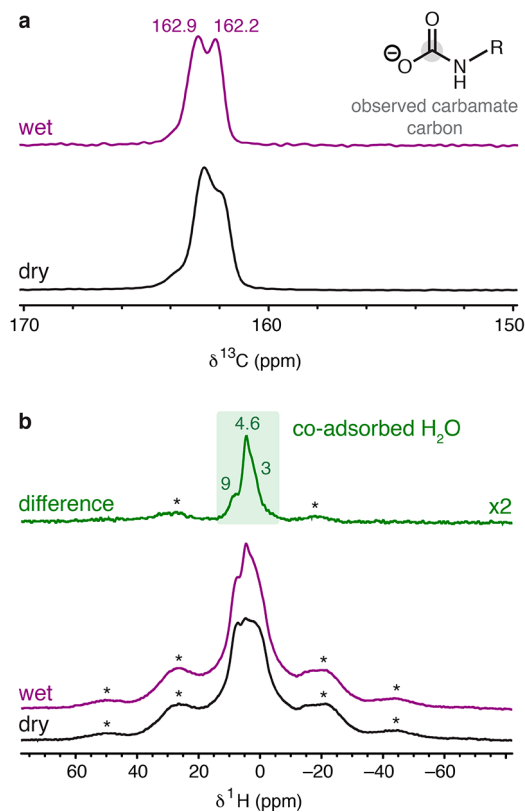 a
162.9 162.2
wet
O
⊖O N R
H
observed carbamate
carbon
dry
170 160 150
δ¹³C (ppm)
b
4.6
co-adsorbed H₂O
9 3
difference * * x2
wet * * * *
dry * * * *
60 40 20 0 −20 −40 −60
δ¹H (ppm)